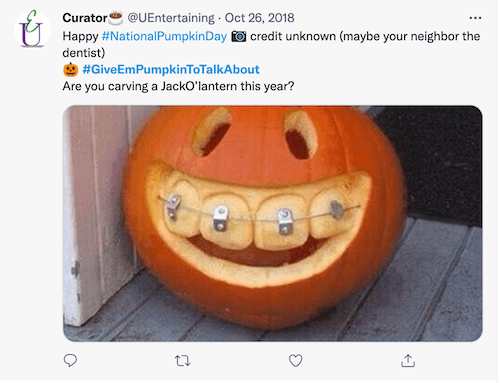 Curator☕ @UEntertaining · Oct 26, 2018
Happy #NationalPumpkinDay 📷 credit unknown (maybe your neighbor the
dentist)
🎃 #GiveEmPumpkinToTalkAbout
Are you carving a JackO'lantern this year?